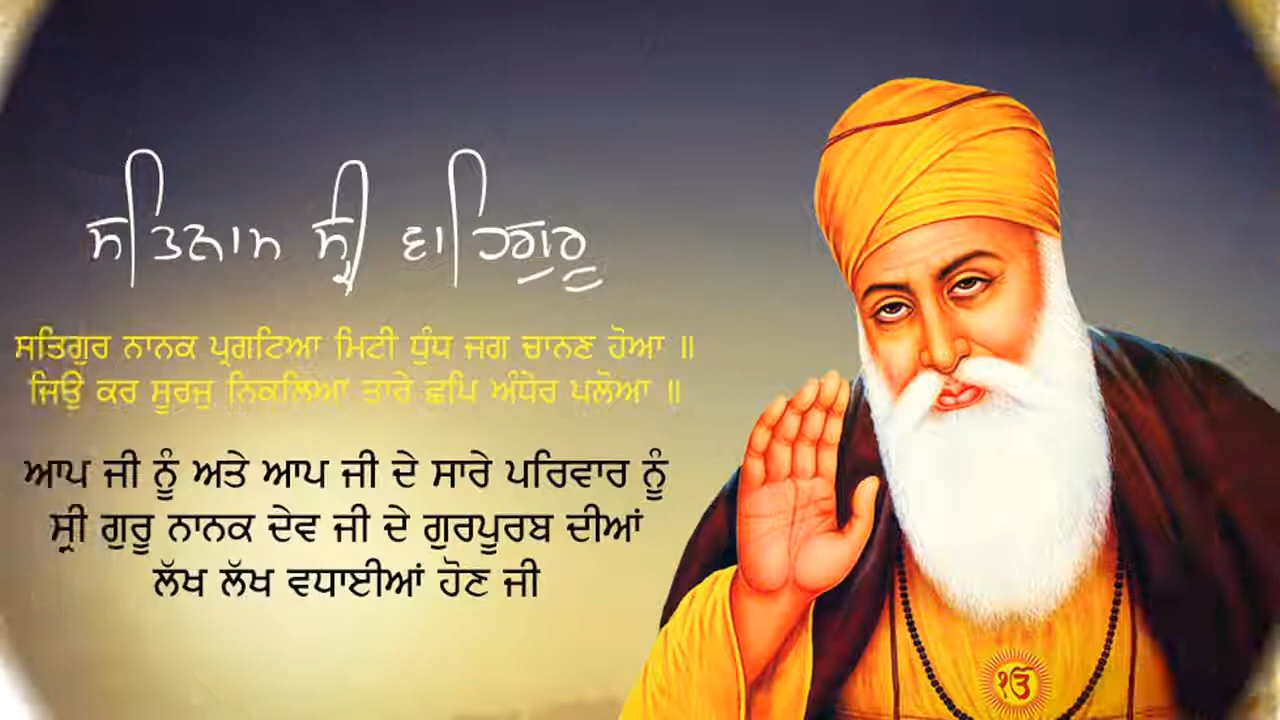 ਸਤਿਨਾਮ ਸ੍ਰੀ ਵਾਹਿਗੁਰੂ
ਸਤਿਗੁਰ ਨਾਨਕ ਪ੍ਰਗਟਿਆ ਮਿਟੀ ਧੁੰਧ ਜਗ ਚਾਨਣ ਹੋਆ ॥
ਜਿਉ ਕਰ ਸੂਰਜੁ ਨਿਕਲਿਆ ਤਾਰੇ ਛਪਿ ਅੰਧੇਰ ਪਲੋਆ ॥
ਆਪ ਜੀ ਨੂੰ ਅਤੇ ਆਪ ਜੀ ਦੇ ਸਾਰੇ ਪਰਿਵਾਰ ਨੂੰ
ਸ੍ਰੀ ਗੁਰੂ ਨਾਨਕ ਦੇਵ ਜੀ ਦੇ ਗੁਰਪੂਰਬ ਦੀਆਂ
ਲੱਖ ਲੱਖ ਵਧਾਈਆਂ ਹੋਣ ਜੀ
ੴ